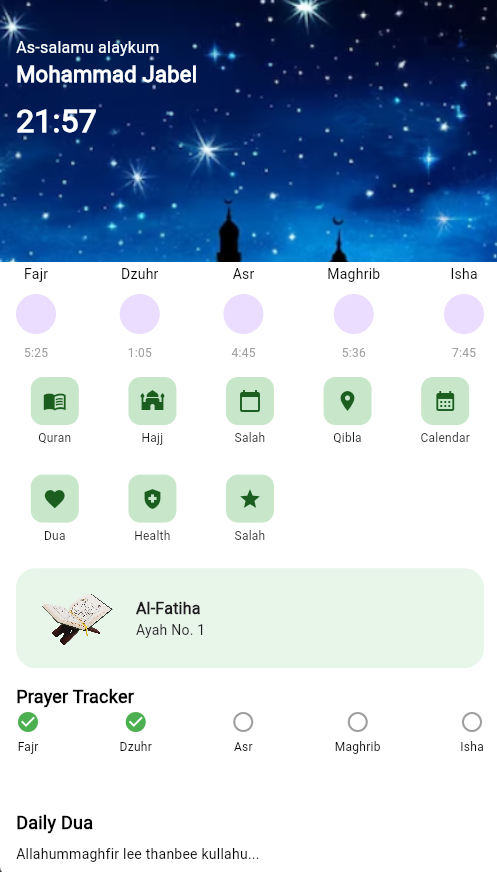 As-salamu alaykum
Mohammad Jabel
21:57
Fajr Dzuhr Asr Maghrib Isha
5:25 1:05 4:45 5:36 7:45
Quran Hajj Salah Qibla Calendar
Dua Health Salah
Al-Fatiha
Ayah No. 1
Prayer Tracker
Fajr Dzuhr Asr Maghrib Isha
Daily Dua
Allahummaghfir lee thanbee kullahu...